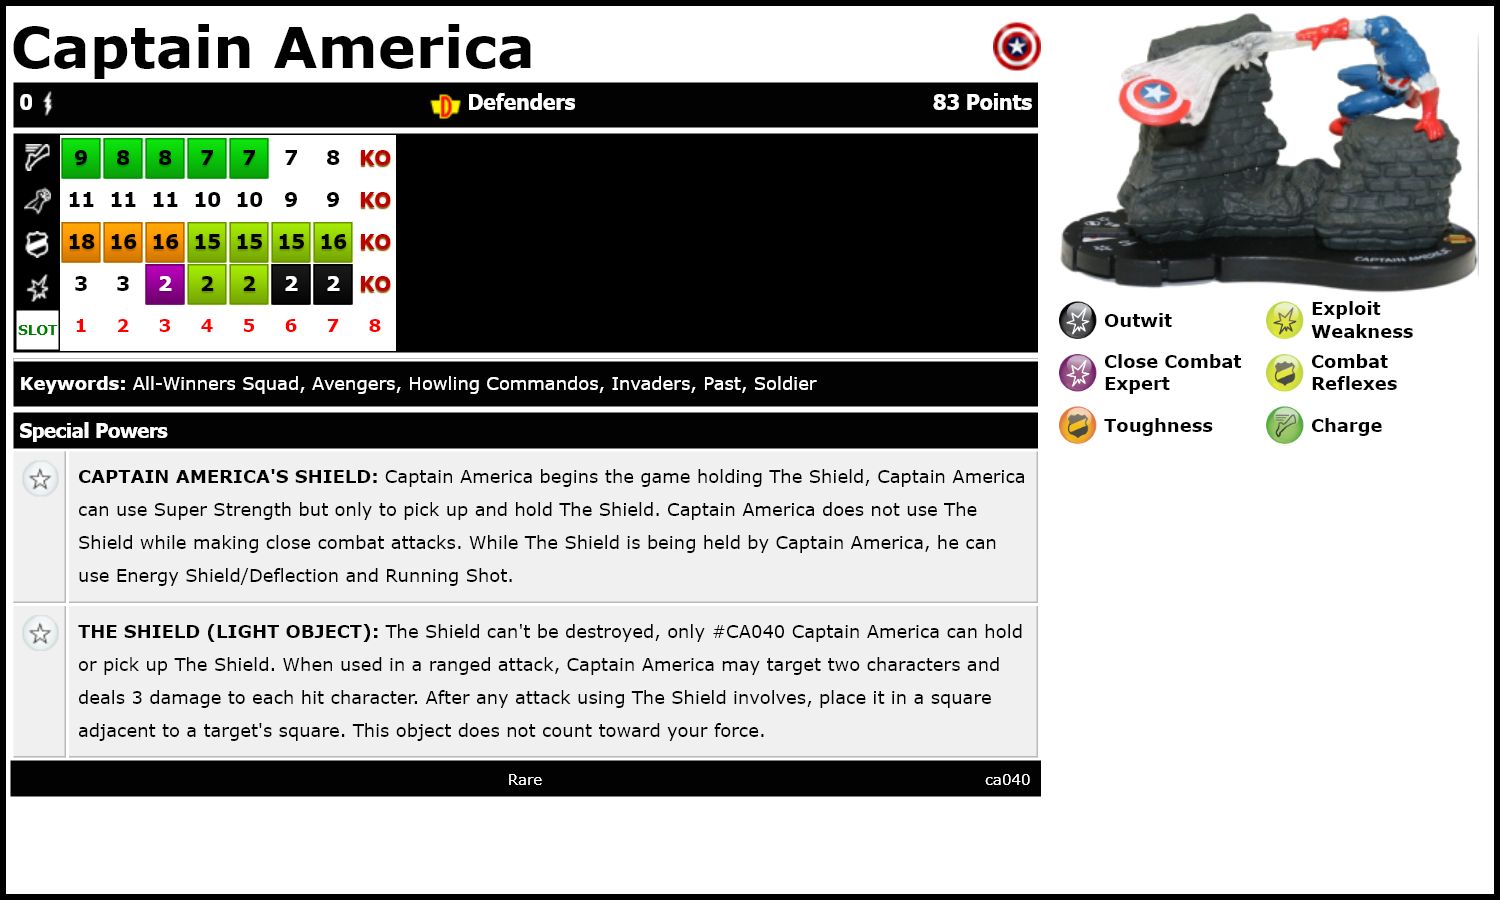 Captain America
0
Defenders
83 Points
9 8 8 7 7 7 8 KO
11 11 11 10 10 9 9 KO
18 16 16 15 15 15 16 KO
3 3 2 2 2 2 2 KO
SLOT 1 2 3 4 5 6 7 8
Keywords: All-Winners Squad, Avengers, Howling Commandos, Invaders, Past, Soldier
Special Powers
CAPTAIN AMERICA'S SHIELD: Captain America begins the game holding The Shield, Captain America
can use Super Strength but only to pick up and hold The Shield. Captain America does not use The
Shield while making close combat attacks. While The Shield is being held by Captain America, he can
use Energy Shield/Deflection and Running Shot.
THE SHIELD (LIGHT OBJECT): The Shield can't be destroyed, only #CA040 Captain America can hold
or pick up The Shield. When used in a ranged attack, Captain America may target two characters and
deals 3 damage to each hit character. After any attack using The Shield involves, place it in a square
adjacent to a target's square. This object does not count toward your force.
Rare
ca040
CAPTAIN AMERICA
Outwit
Exploit
Weakness
Close Combat
Expert
Combat
Reflexes
Toughness
Charge